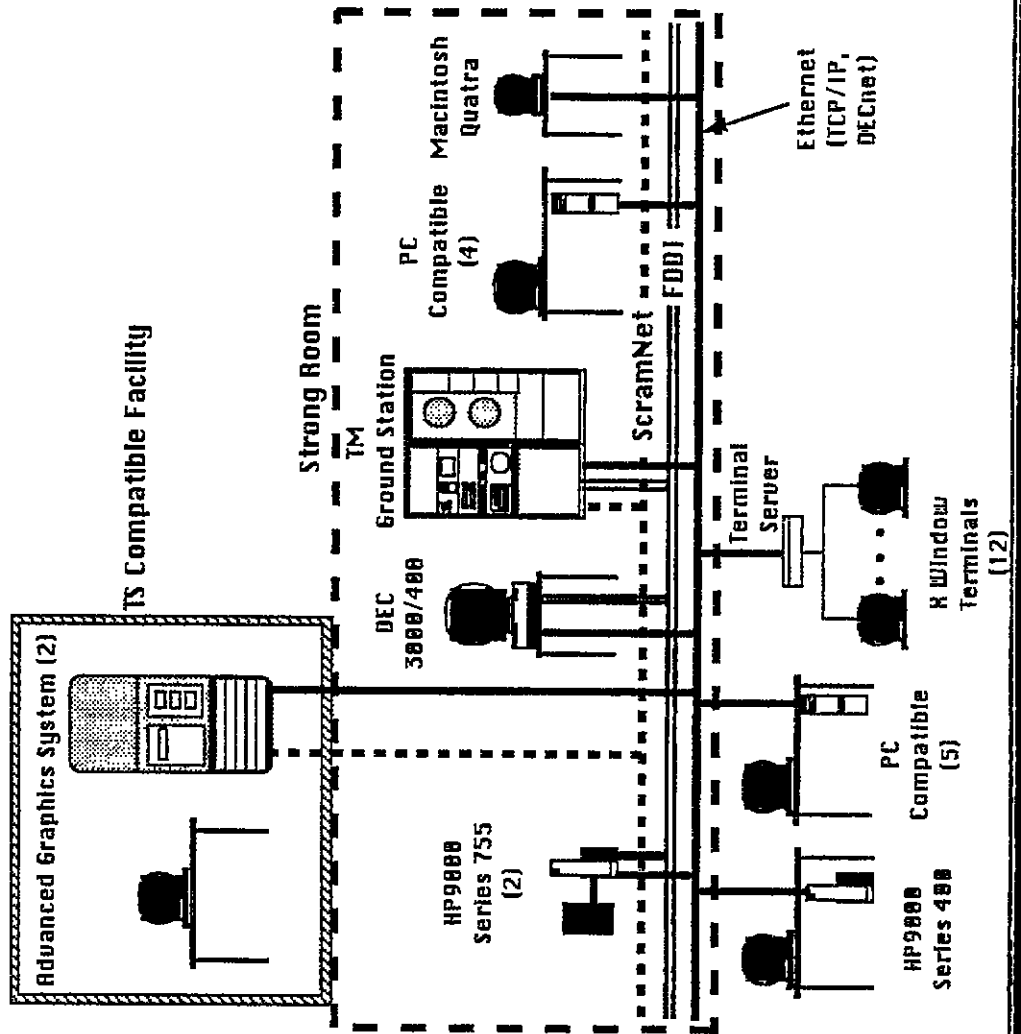 TS Compatible Facility
Advanced Graphics System (2)
Strong Room
HP9000
Series 755
(2)
DEC
3000/400
TM
Ground Station
PC
Compatible
(4)
Macintosh
Quatra
ScramNet
FDDI
HP9000
Series 400
PC
Compatible
(5)
Terminal
Server
X Window
Terminals
(12)
Ethernet
(TCP/IP,
DECnet)